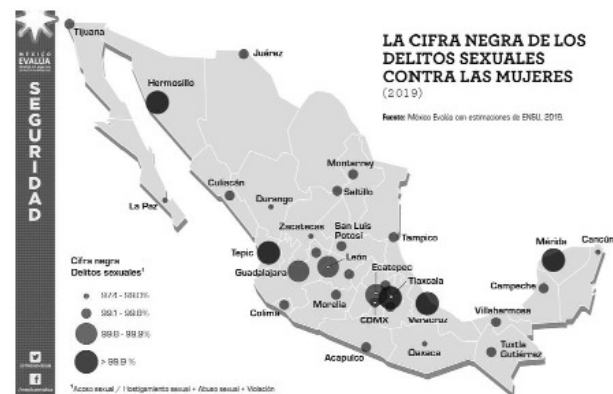 MÉXICO
EVALÚA
SEGURIDAD
LA CIFRA NEGRA DE LOS
DELITOS SEXUALES
CONTRA LAS MUJERES
(2019)
Fuente: México Evalúa con estimaciones de ENSU, 2019.
Tijuana
Juárez
Hermosillo
Monterrey
Saltillo
Culiacán
Durango
La Paz
Zacatecas
San Luis
Potosí
Tampico
Tepic
León
Guadalajara
Ecatepec
Tlaxcala
Mérida
Cancún
Campeche
Colima
Morelia
CDMX
Veracruz
Villahermosa
Acapulco
Oaxaca
Tuxtla
Gutiérrez
Cifra negra
Delitos sexuales¹
> 99.9 %
¹Acoso sexual / Hostigamiento sexual + Abuso sexual + Violación